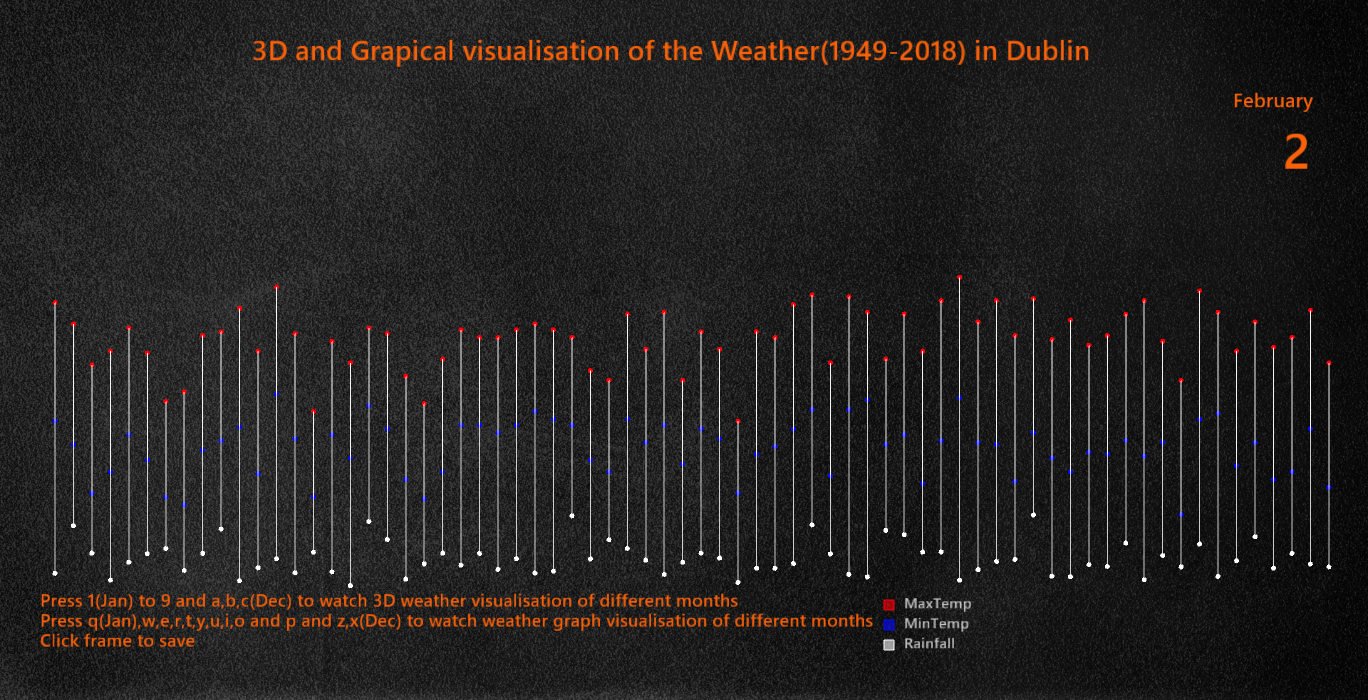 3D and Grapical visualisation of the Weather(1949-2018) in Dublin
February
2
Press 1(Jan) to 9 and a,b,c(Dec) to watch 3D weather visualisation of different months
Press q(Jan),w,e,r,t,y,u,i,o and p and z,x(Dec) to watch weather graph visualisation of different months
Click frame to save
MaxTemp
MinTemp
Rainfall